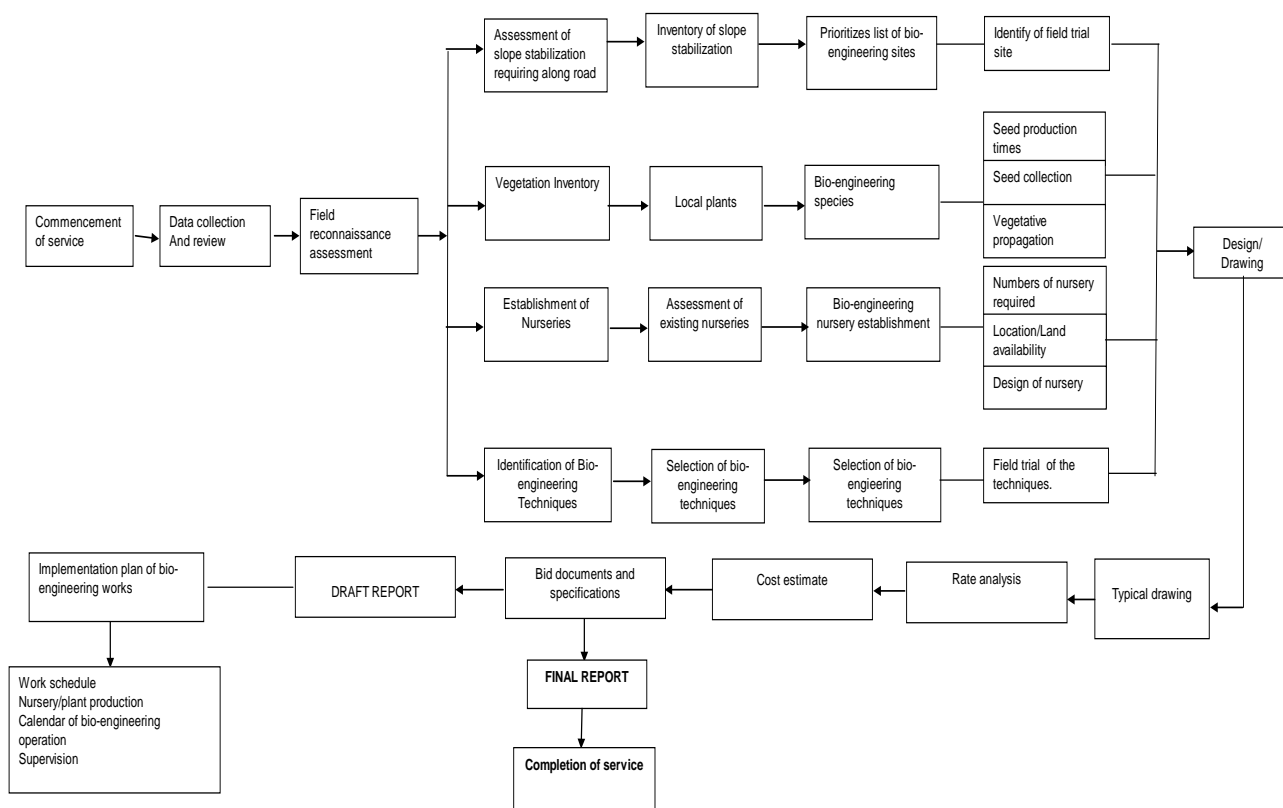 Commencement
of service
Data collection
And review
Field
reconnaissance
assessment
Assessment of
slope stabilization
requiring along road
Inventory of slope
stabilization
Prioritizes list of bio-
engineering sites
Identify of field trial
site
Vegetation Inventory
Local plants
Bio-engineering
species
Seed production
times
Seed collection
Vegetative
propagation
Establishment of
Nurseries
Assessment of
existing nurseries
Bio-engineering
nursery establishment
Numbers of nursery
required
Location/Land
availability
Design of nursery
Identification of Bio-
engineering
Techniques
Selection of bio-
engineering
techniques
Selection of bio-
engieering
techniques
Field trial of the
techniques.
Design/
Drawing
Typical drawing
Rate analysis
Cost estimate
Bid documents and
specifications
DRAFT REPORT
Implementation plan of bio-
engineering works
Work schedule
Nursery/plant production
Calendar of bio-engineering
operation
Supervision
FINAL REPORT
Completion of service